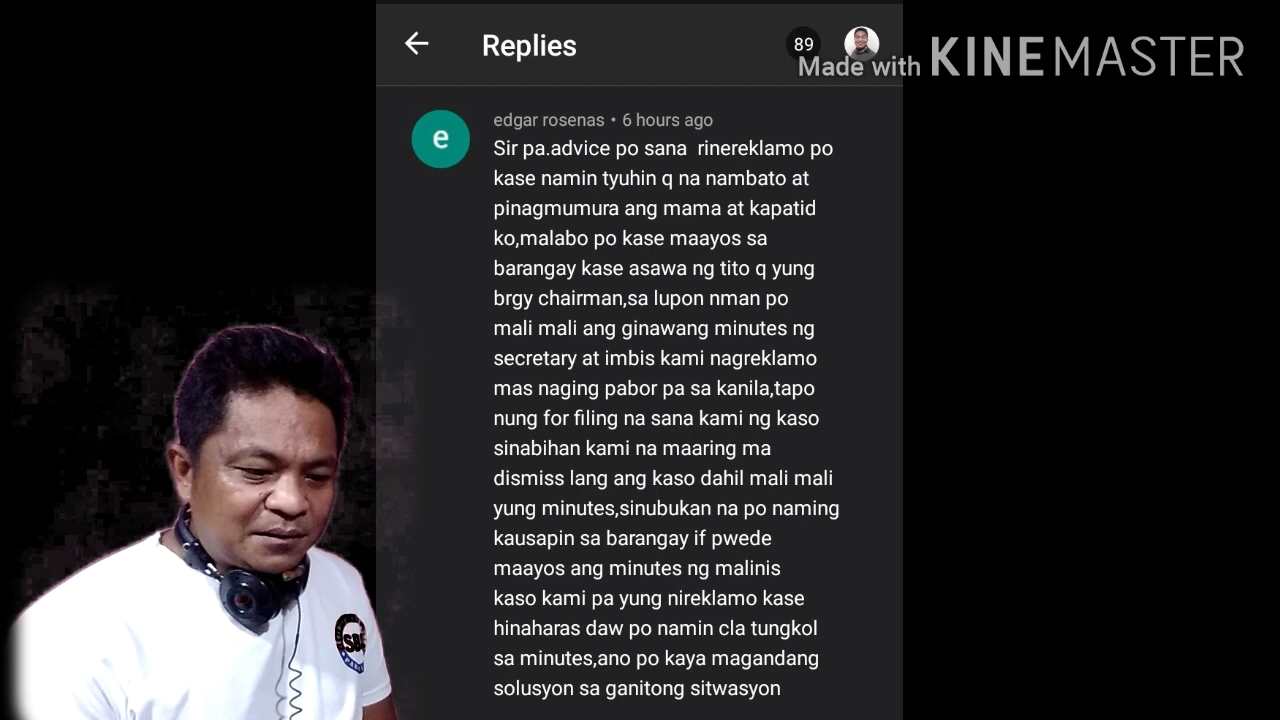 Replies
89
Made with KINEMASTER
e
edgar rosenas • 6 hours ago
Sir pa.advice po sana  rinereklamo po
kase namin tyuhin q na nambato at
pinagmumura ang mama at kapatid
ko,malabo po kase maayos sa
barangay kase asawa ng tito q yung
brgy chairman,sa lupon nman po
mali mali ang ginawang minutes ng
secretary at imbis kami nagreklamo
mas naging pabor pa sa kanila,tapo
nung for filing na sana kami ng kaso
sinabihan kami na maaring ma
dismiss lang ang kaso dahil mali mali
yung minutes,sinubukan na po naming
kausapin sa barangay if pwede
maayos ang minutes ng malinis
kaso kami pa yung nireklamo kase
hinaharas daw po namin cla tungkol
sa minutes,ano po kaya magandang
solusyon sa ganitong sitwasyon